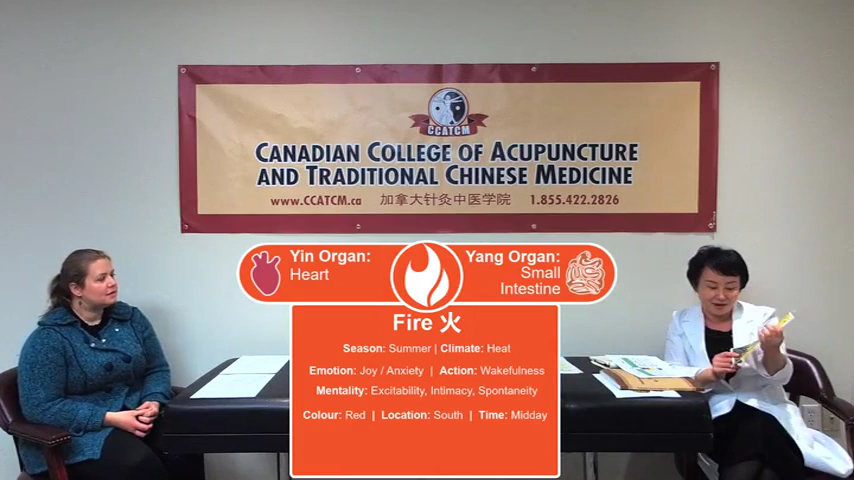 CCATCM
CANADIAN COLLEGE OF ACUPUNCTURE
AND TRADITIONAL CHINESE MEDICINE
www.CCATCM.ca 加拿大针灸中医学院 1.855.422.2826
Yin Organ:
Heart
Yang Organ:
Small
Intestine
Fire 火
Season: Summer | Climate: Heat
Emotion: Joy / Anxiety | Action: Wakefulness
Mentality: Excitability, Intimacy, Spontaneity
Colour: Red | Location: South | Time: Midday